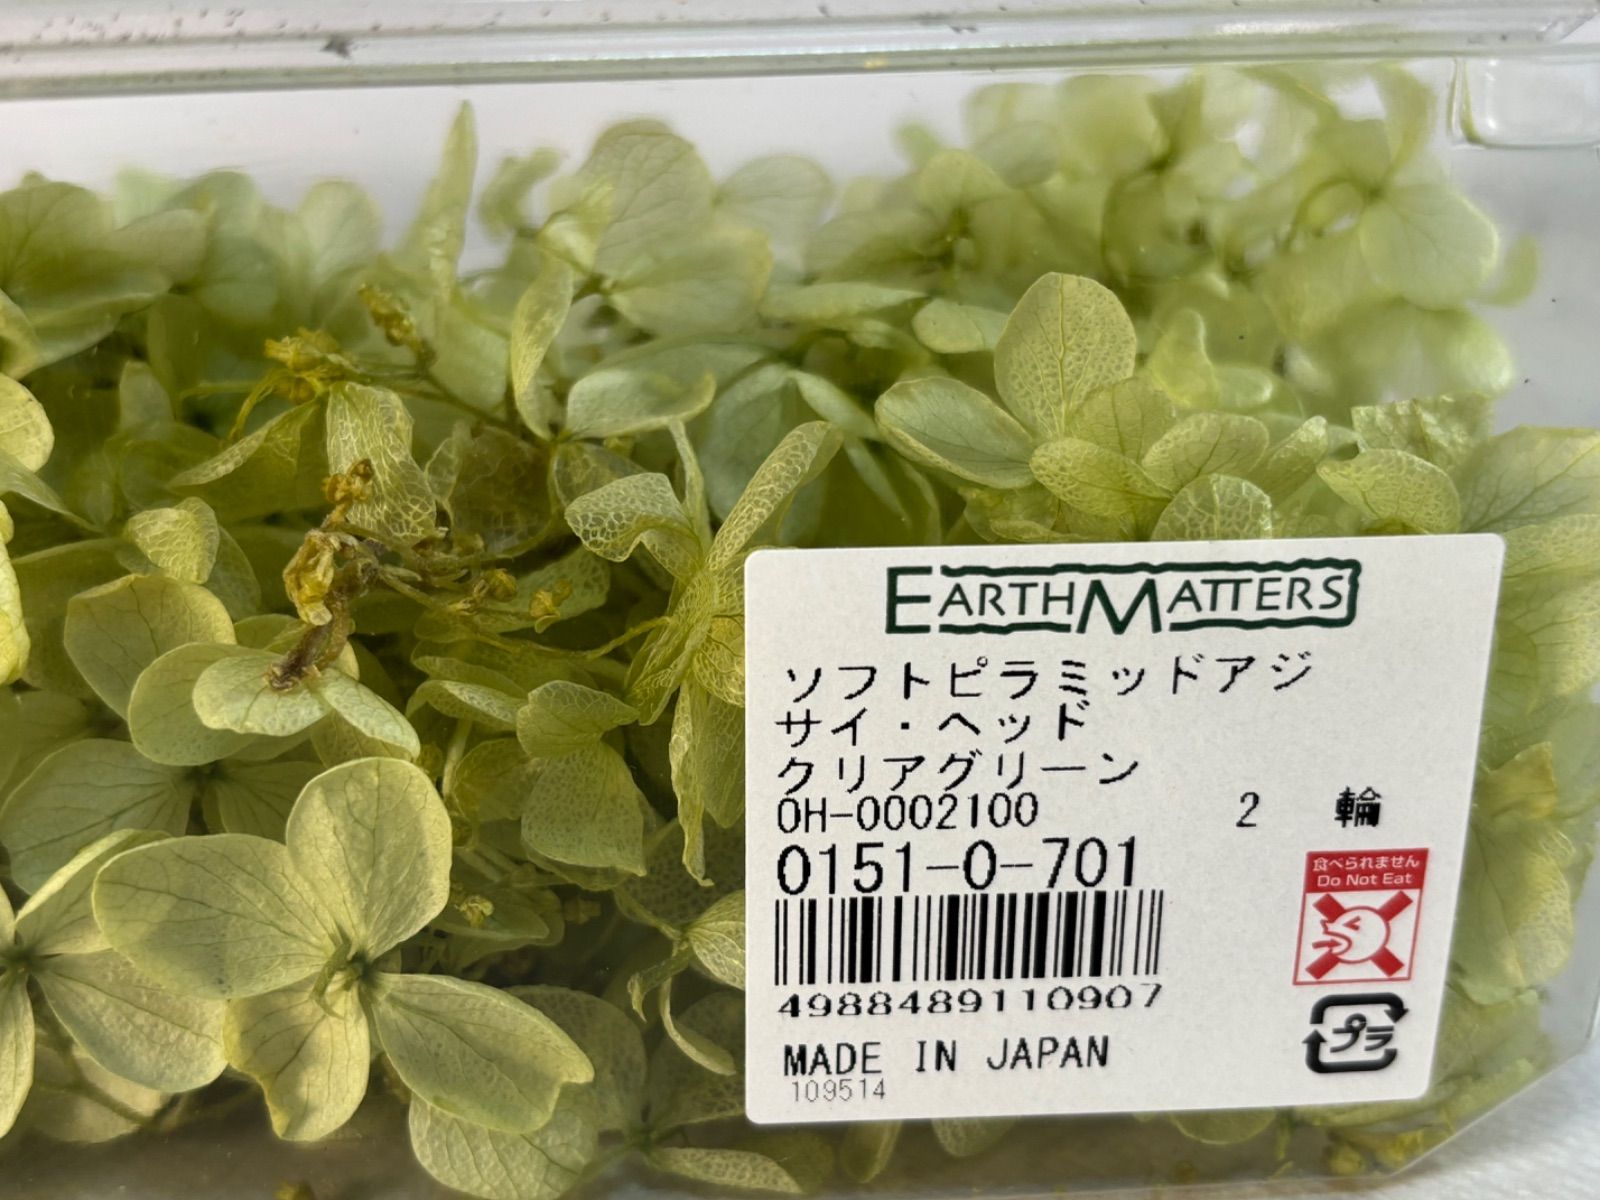 EARTHMATTERS
ソフトピラミッドアジ
サイ・ヘッド
クリアグリーン
OH-0002100 2 輪
0151-0-701
食べられません
Do Not Eat
4988489110907
プラ
MADE IN JAPAN
109514